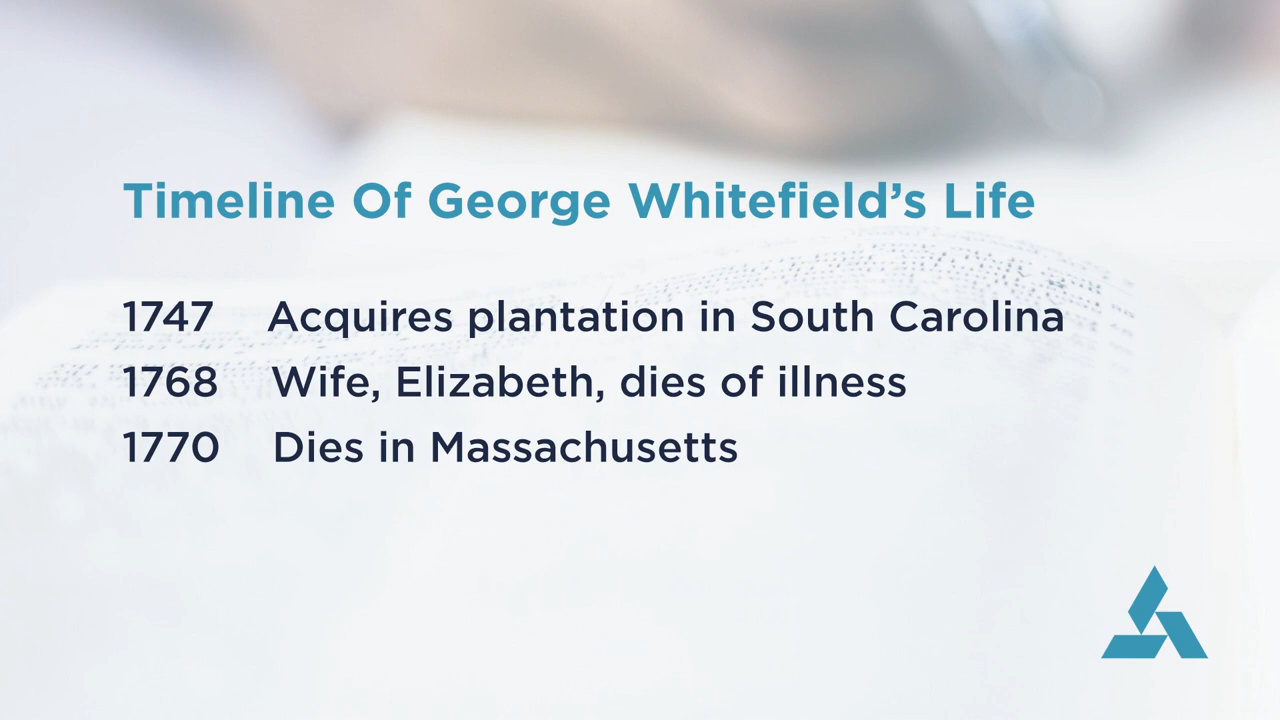 Timeline Of George Whitefield’s Life
1747 Acquires plantation in South Carolina
1768 Wife, Elizabeth, dies of illness
1770 Dies in Massachusetts